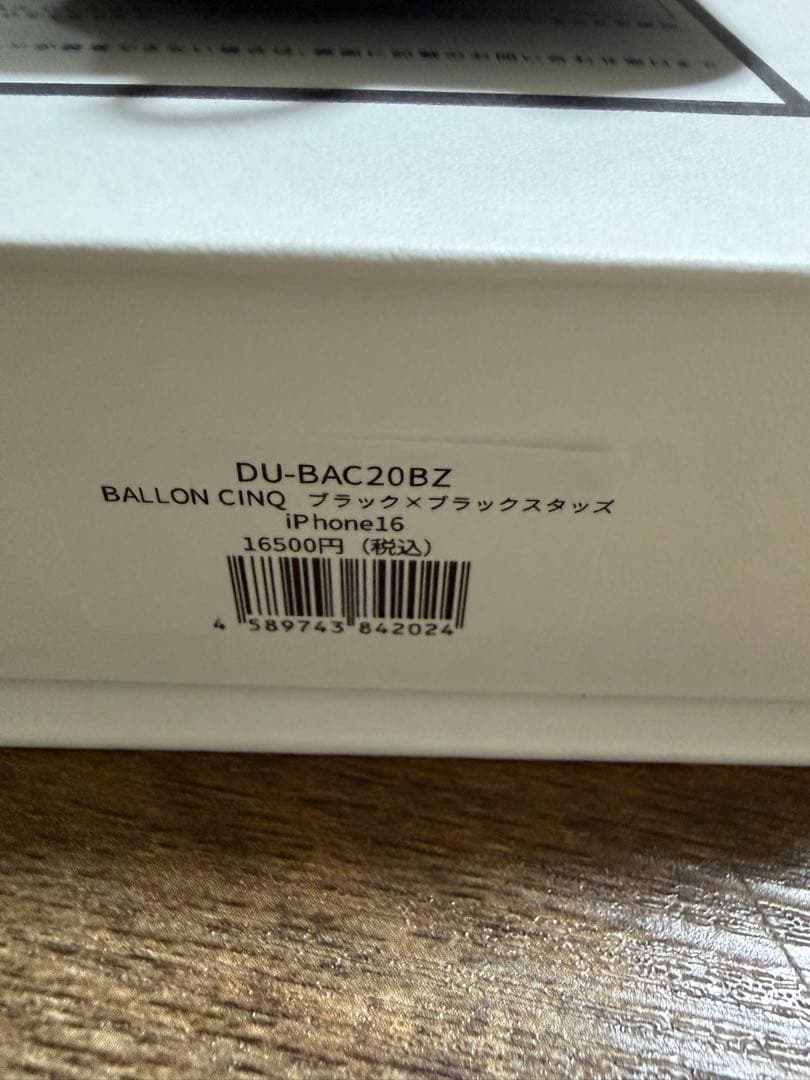 DU-BAC20BZ
BALLON CINQ ブラック×ブラックスタッズ
iPhone16
16500円 (税込)
4 589743 842024